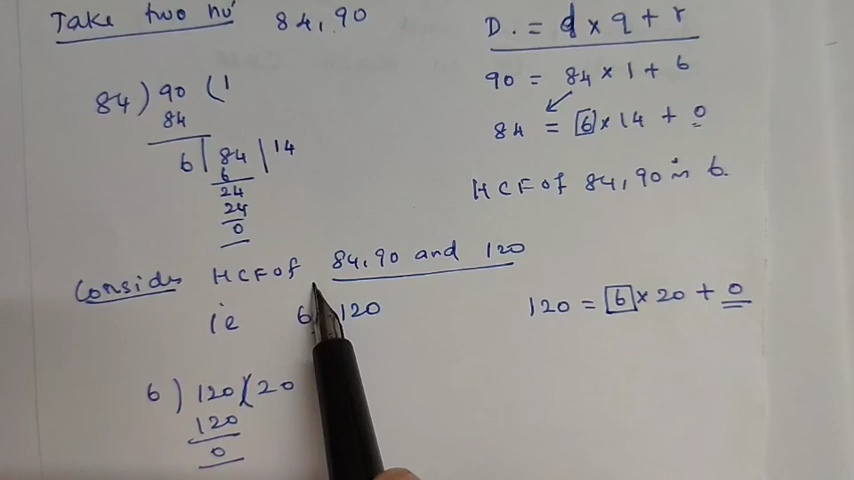 Take two no' 84, 90
D. = d x q + r
84 ) 90 ( 1
84
6 | 84 | 14
6
24
24
0
90 = 84 x 1 + 6
84 = 6 x 14 + 0
HCF of 84, 90 is 6.
Consider HCF of 84, 90 and 120
ie 6, 120
120 = 6 x 20 + 0
6 ) 120 ( 20
120
0